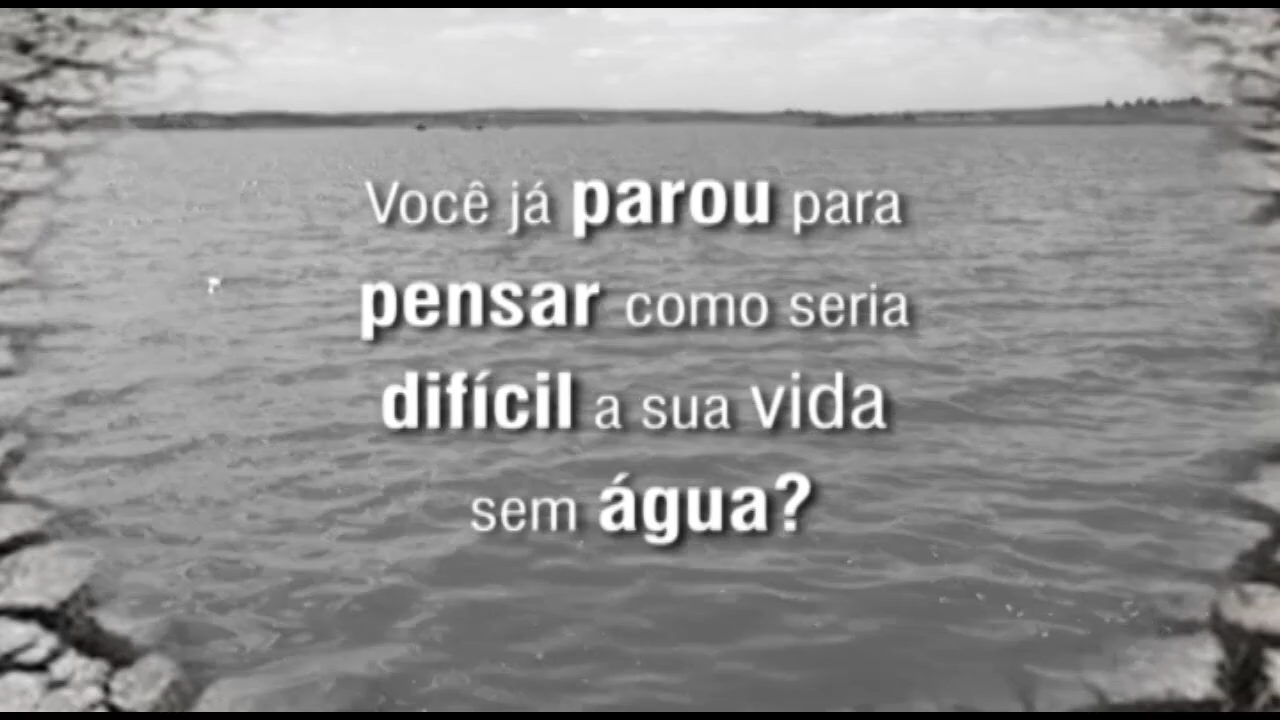 Você já parou para
pensar como seria
difícil a sua vida
sem água?